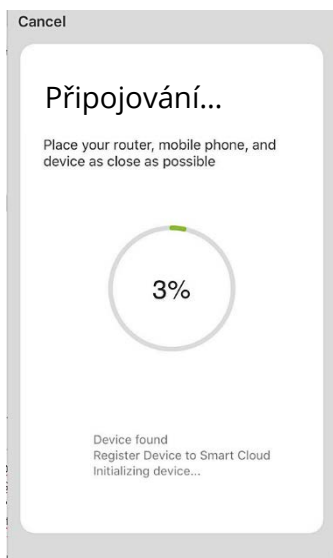 Cancel
Připojování...
Place your router, mobile phone, and
device as close as possible
3%
Device found
Register Device to Smart Cloud
Initializing device...